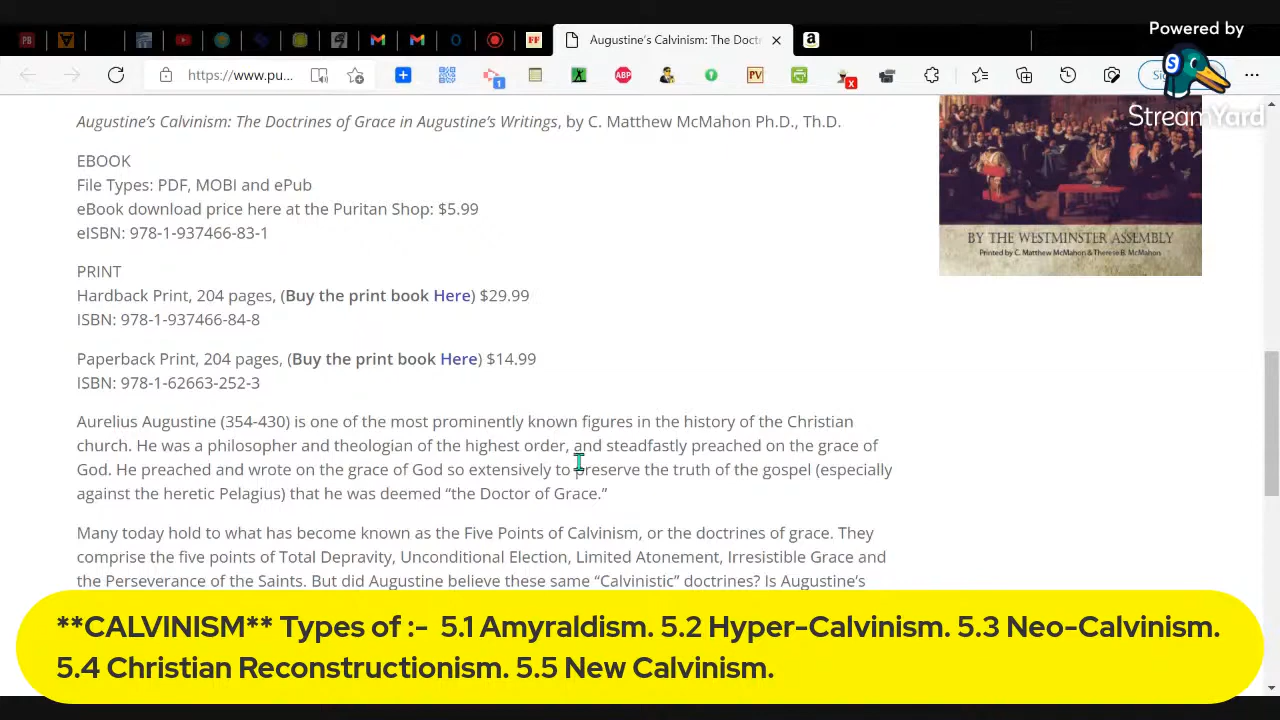 Powered by
Augustine's Calvinism: The Doctr
https://www.pu...
StreamYard
Augustine's Calvinism: The Doctrines of Grace in Augustine's Writings, by C. Matthew McMahon Ph.D., Th.D.
EBOOK
File Types: PDF, MOBI and ePub
eBook download price here at the Puritan Shop: $5.99
eISBN: 978-1-937466-83-1
PRINT
Hardback Print, 204 pages, (Buy the print book Here) $29.99
ISBN: 978-1-937466-84-8
Paperback Print, 204 pages, (Buy the print book Here) $14.99
ISBN: 978-1-62663-252-3
BY THE WESTMINSTER ASSEMBLY
Printed by C. Matthew McMahon & Therese B. McMahon
Aurelius Augustine (354-430) is one of the most prominently known figures in the history of the Christian
church. He was a philosopher and theologian of the highest order, and steadfastly preached on the grace of
God. He preached and wrote on the grace of God so extensively to preserve the truth of the gospel (especially
against the heretic Pelagius) that he was deemed “the Doctor of Grace.”
Many today hold to what has become known as the Five Points of Calvinism, or the doctrines of grace. They
comprise the five points of Total Depravity, Unconditional Election, Limited Atonement, Irresistible Grace and
the Perseverance of the Saints. But did Augustine believe these same “Calvinistic” doctrines? Is Augustine's
**CALVINISM** Types of :- 5.1 Amyraldism. 5.2 Hyper-Calvinism. 5.3 Neo-Calvinism.
5.4 Christian Reconstructionism. 5.5 New Calvinism.